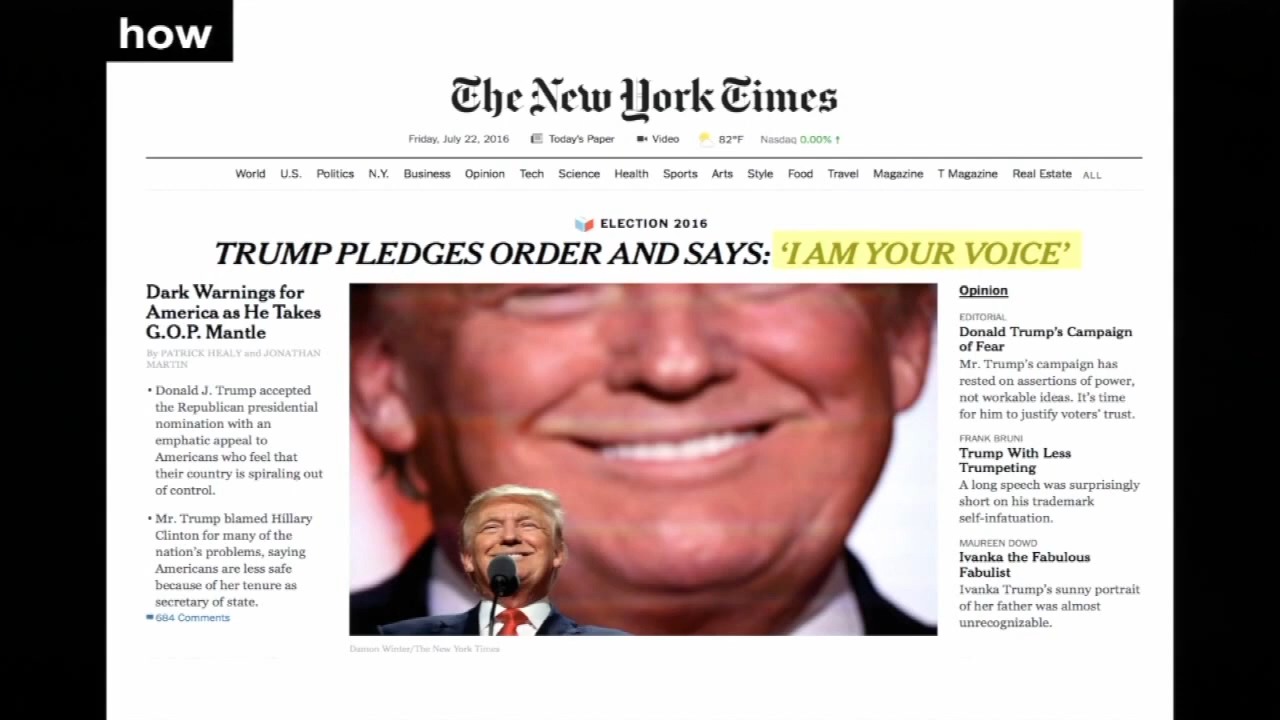 how
The New York Times
Friday, July 22, 2016 Today's Paper Video 82°F Nasdaq 0.00% ↑
World U.S. Politics N.Y. Business Opinion Tech Science Health Sports Arts Style Food Travel Magazine T Magazine Real Estate ALL
ELECTION 2016
TRUMP PLEDGES ORDER AND SAYS: ‘I AM YOUR VOICE’
Dark Warnings for
America as He Takes
G.O.P. Mantle
By PATRICK HEALY and JONATHAN
MARTIN
• Donald J. Trump accepted
the Republican presidential
nomination with an
emphatic appeal to
Americans who feel that
their country is spiraling out
of control.
• Mr. Trump blamed Hillary
Clinton for many of the
nation's problems, saying
Americans are less safe
because of her tenure as
secretary of state.
684 Comments
Damon Winter/The New York Times
Opinion
EDITORIAL
Donald Trump's Campaign
of Fear
Mr. Trump's campaign has
rested on assertions of power,
not workable ideas. It's time
for him to justify voters' trust.
FRANK BRUNI
Trump With Less
Trumpeting
A long speech was surprisingly
short on his trademark
self-infatuation.
MAUREEN DOWD
Ivanka the Fabulous
Fabulist
Ivanka Trump's sunny portrait
of her father was almost
unrecognizable.